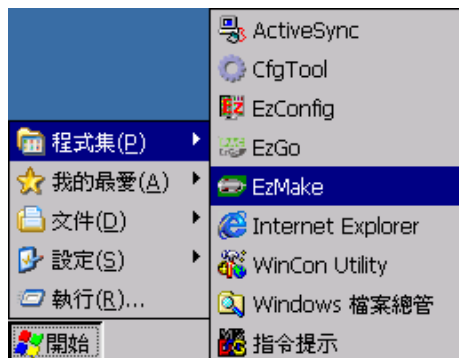 ActiveSync
CfgTool
EzConfig
EzGo
EzMake
Internet Explorer
WinCon Utility
Windows 檔案總管
指令提示
程式集(P)
我的最愛(A)
文件(D)
設定(S)
執行(R)...
開始